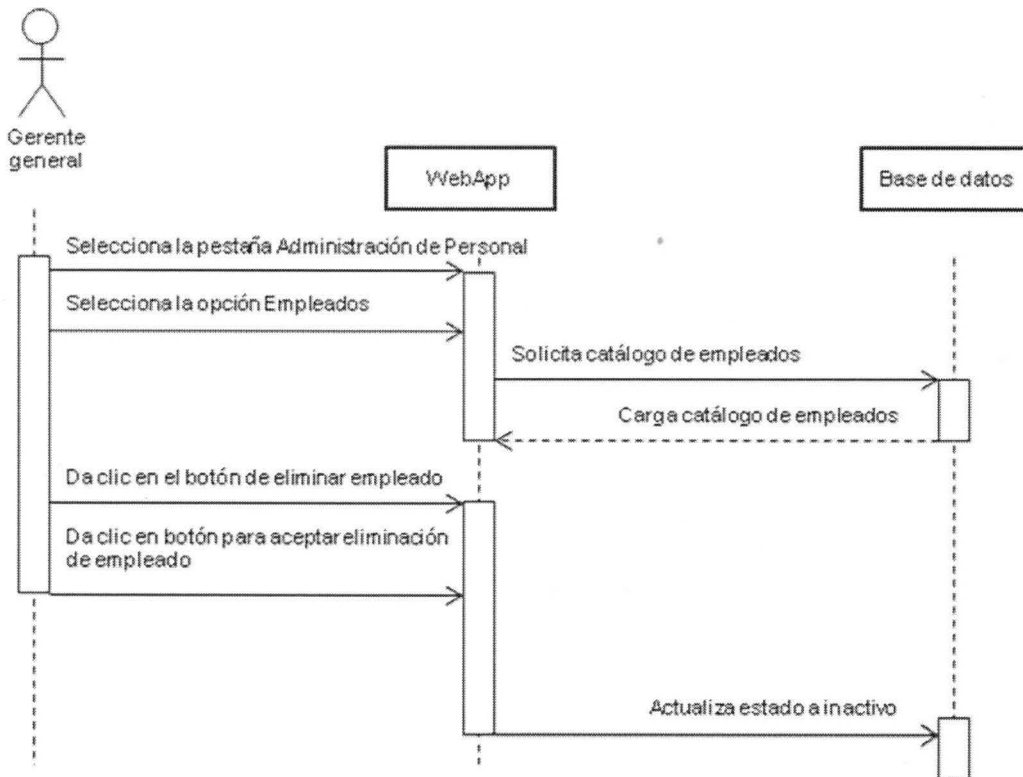 Gerente
general
WebApp
Base de datos
Selecciona la pestaña Administración de Personal
Selecciona la opción Empleados
Solicita catálogo de empleados
Carga catálogo de empleados
Da clic en el botón de eliminar empleado
Da clic en botón para aceptar eliminación
de empleado
Actualiza estado a inactivo